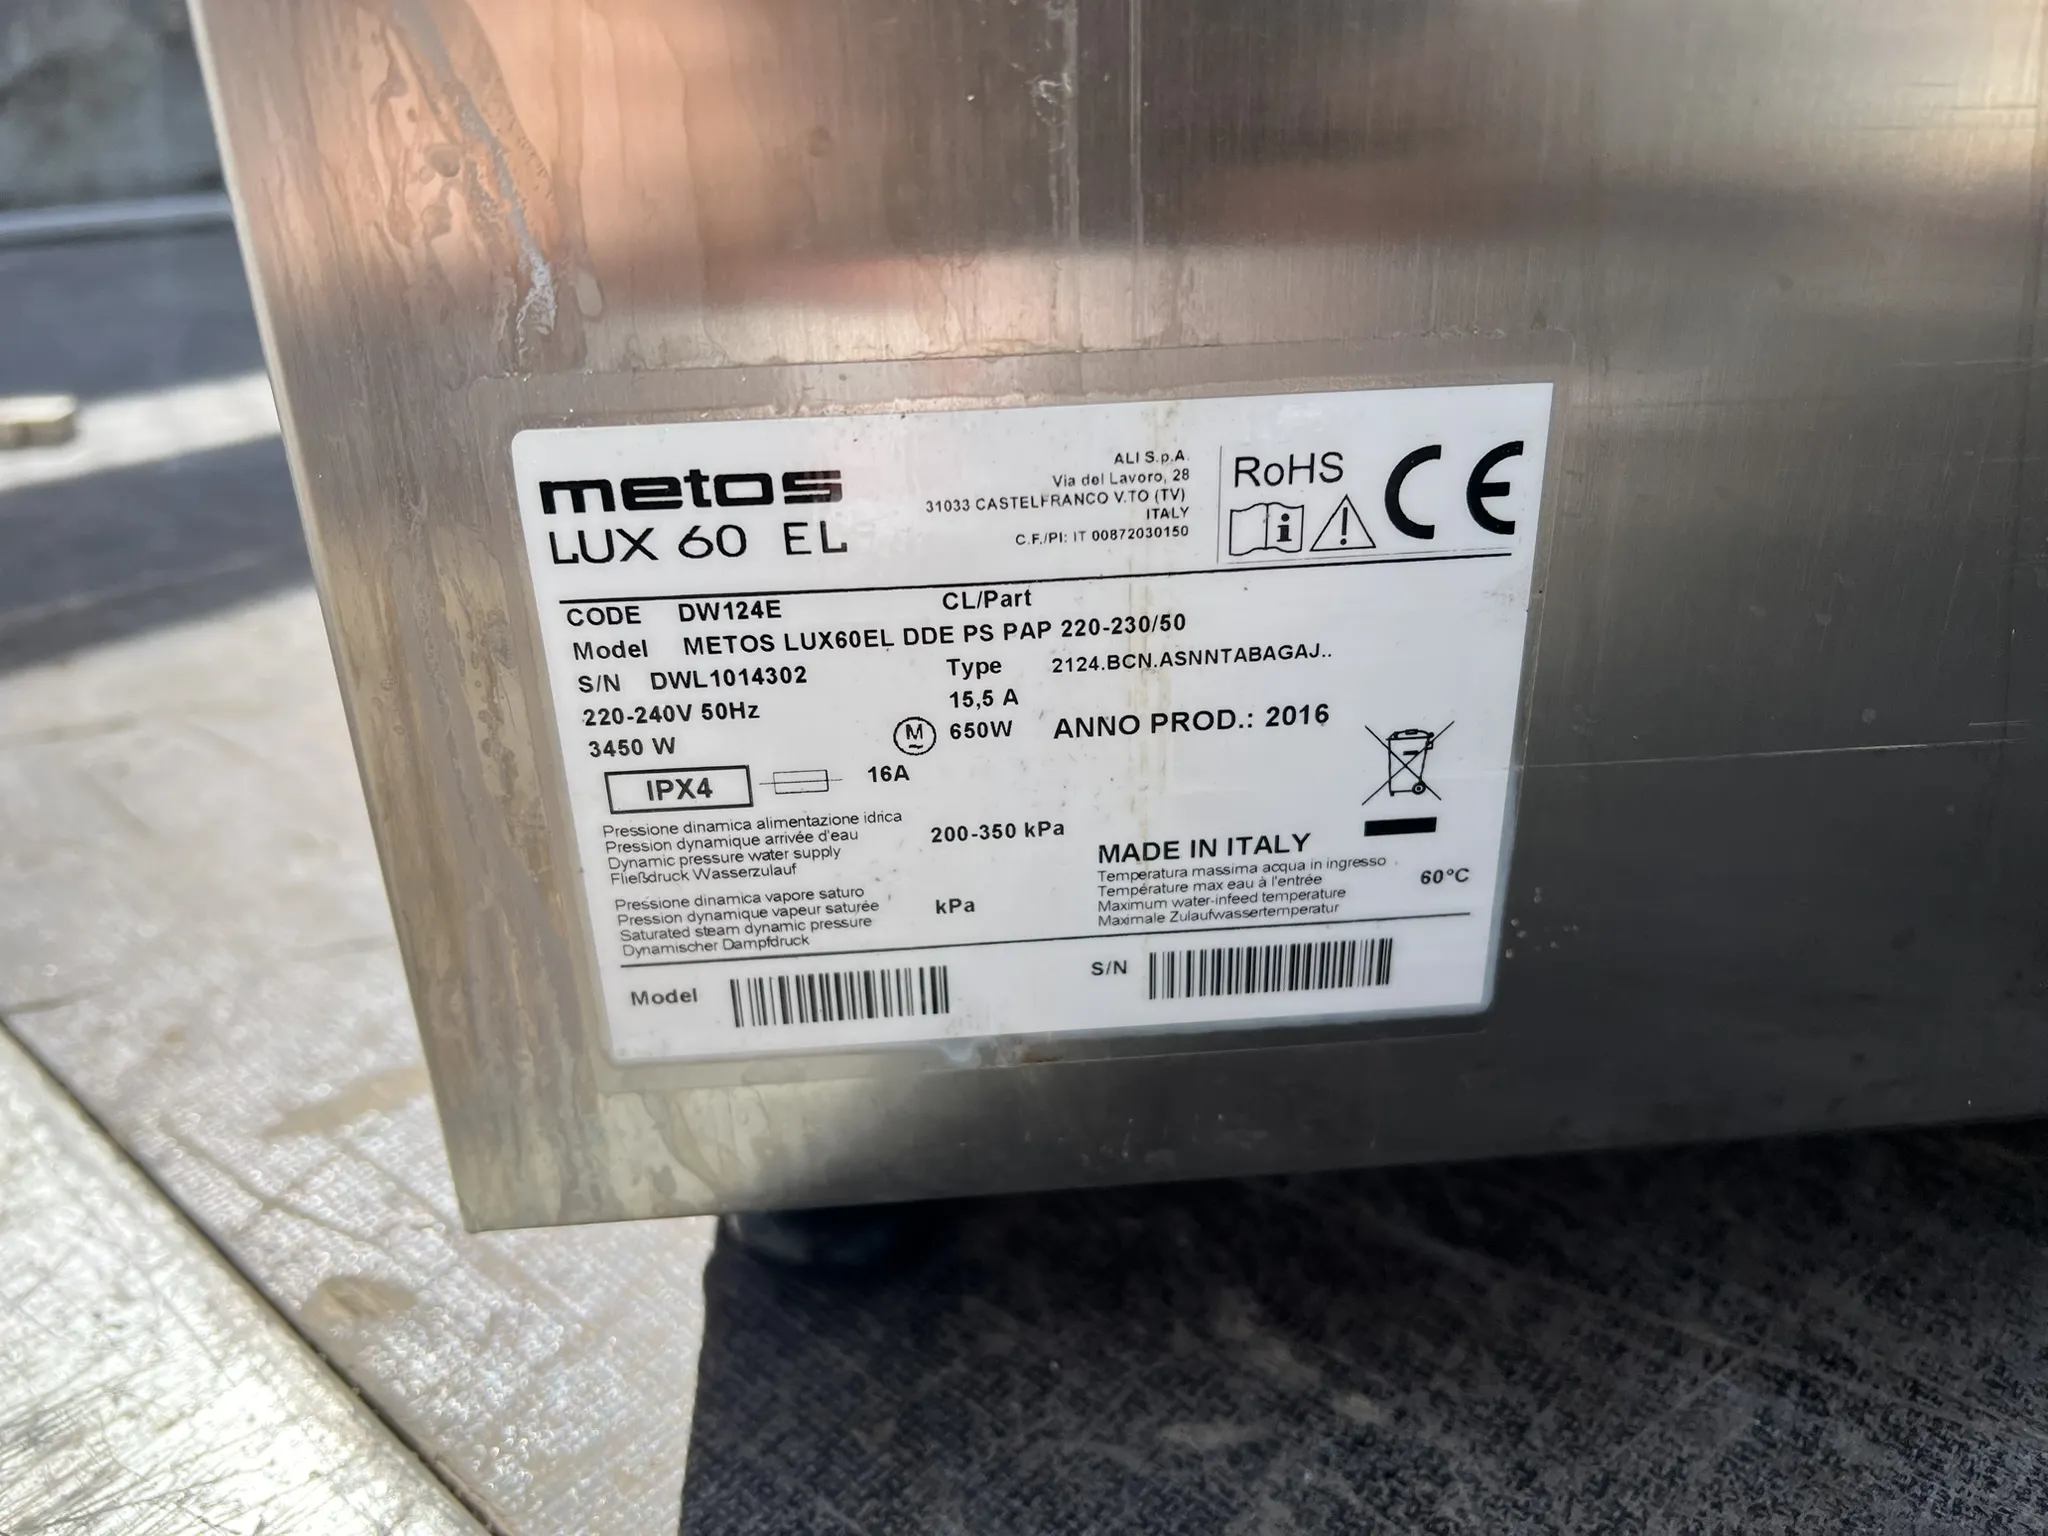 metos
LUX 60 EL
ALI S.p.A.
Via del Lavoro, 28
31033 CASTELFRANCO V.TO (TV)
ITALY
C.F./PI: IT 00872030150
RoHS
CE
CODE DW124E CL/Part
Model METOS LUX60EL DDE PS PAP 220-230/50
S/N DWL1014302 Type 2124.BCN.ASNNTABAGAJ..
220-240V 50Hz 15,5 A
3450 W M 650W ANNO PROD.: 2016
IPX4 16A
Pressione dinamica alimentazione idrica
Pression dynamique arrivée d'eau
Dynamic pressure water supply
Fließdruck Wasserzulauf
200-350 kPa
MADE IN ITALY
Temperatura massima acqua in ingresso
Température max eau à l'entrée
Maximum water-infeed temperature
Maximale Zulaufwassertemperatur
60°C
Pressione dinamica vapore saturo
Pression dynamique vapeur saturée
Saturated steam dynamic pressure
Dynamischer Dampfdruck
kPa
Model S/N